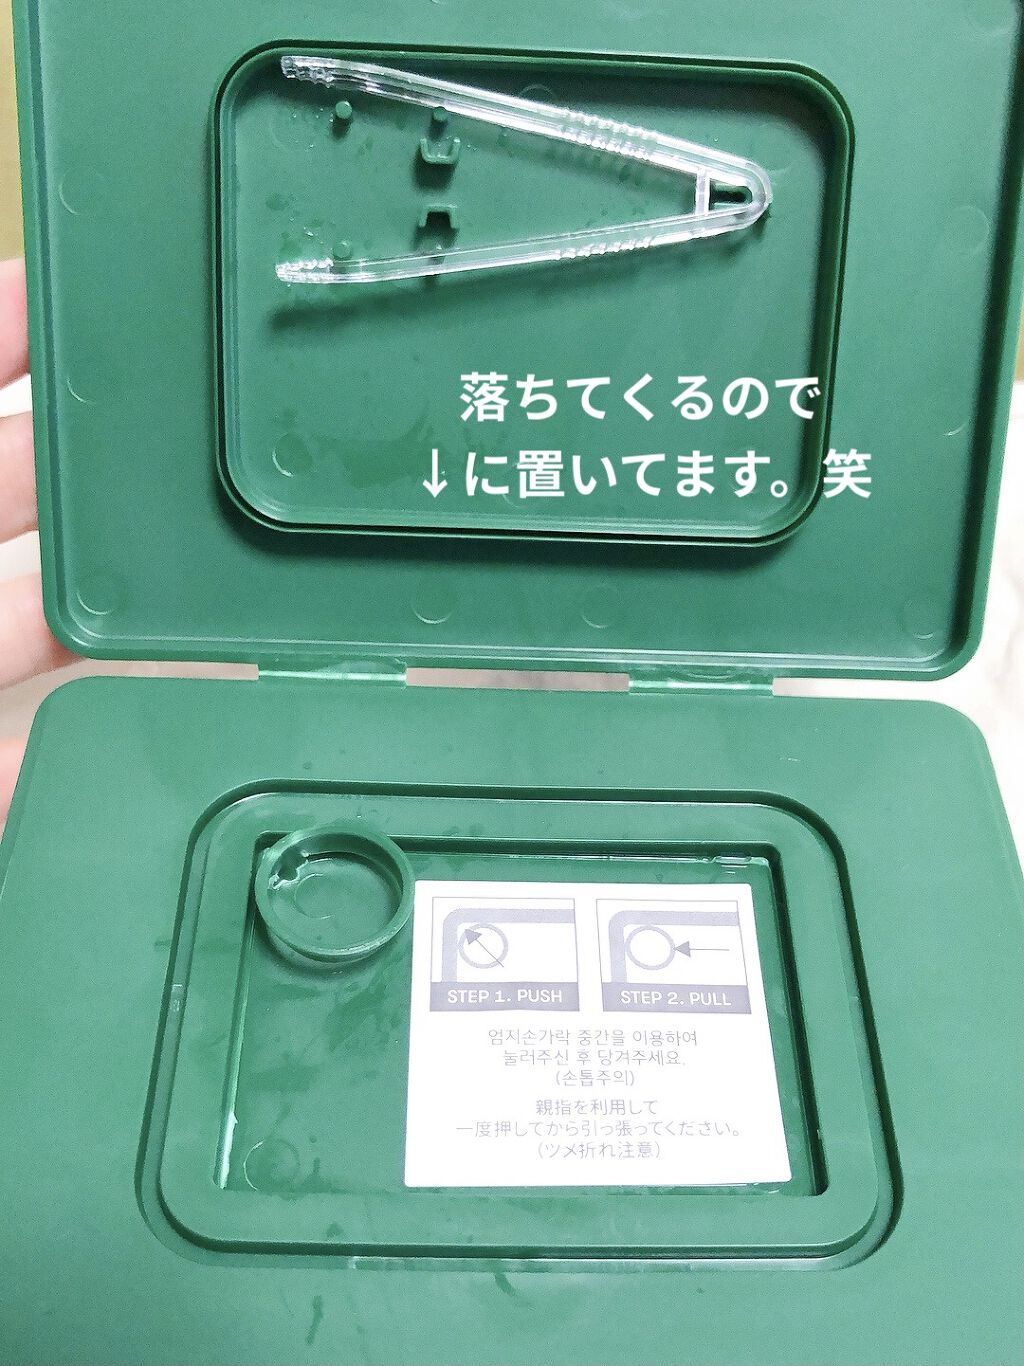 落ちてくるので
↓に置いてます。笑
STEP 1. PUSH
STEP 2. PULL
엄지손가락 중간을 이용하여
눌러주신 후 당겨주세요.
(손톱주의)
親指を利用して
一度押してから引っ張ってください。
(ツメ折れ注意)